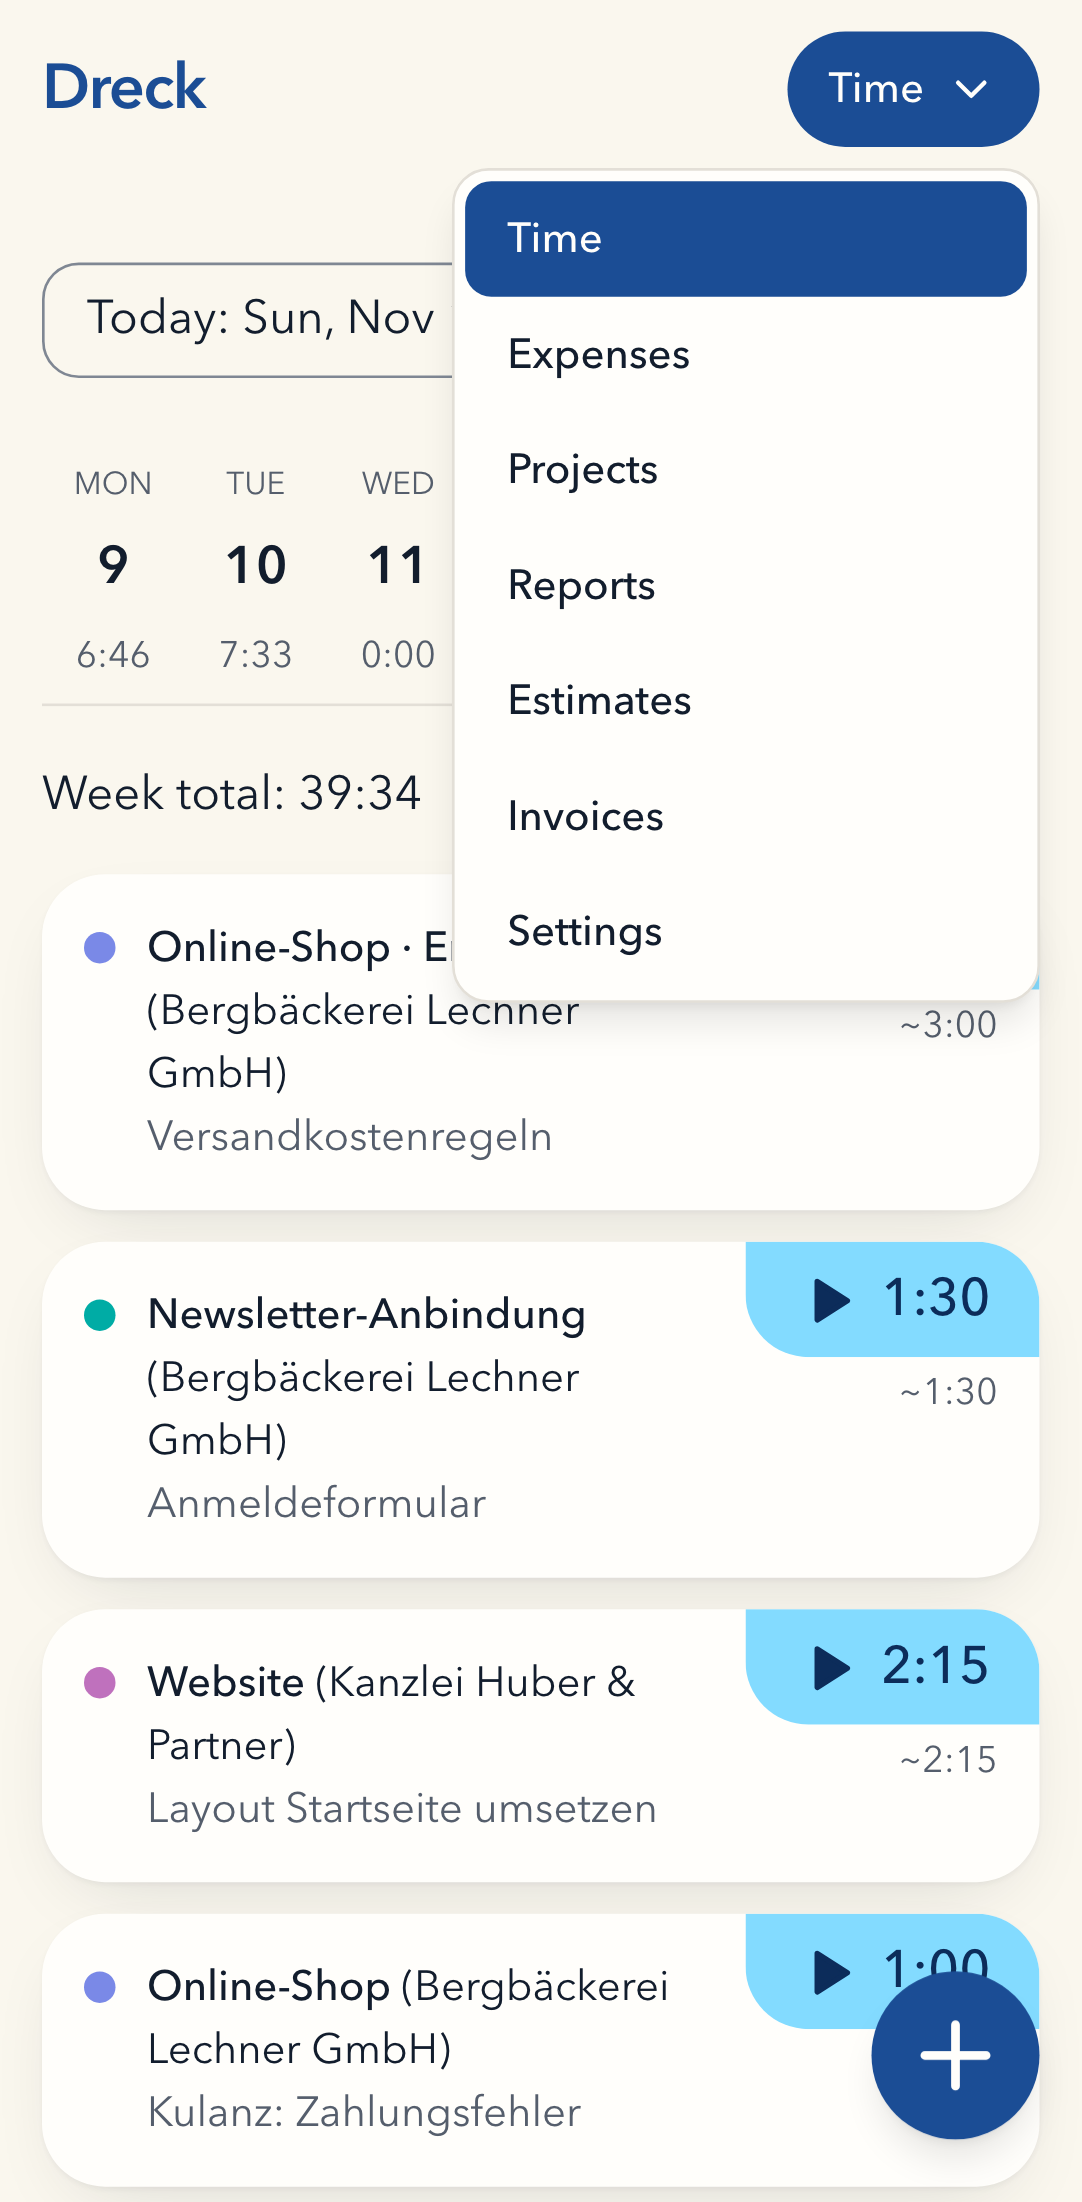 Dreck
Time
Time
Expenses
Projects
Reports
Estimates
Invoices
Settings
Today: Sun, Nov
MON TUE WED
9 10 11
6:46 7:33 0:00
Week total: 39:34
Online-Shop ·
(Bergbäckerei Lechner
GmbH)
Versandkostenregeln
~3:00
Newsletter-Anbindung
(Bergbäckerei Lechner
GmbH)
Anmeldeformular
1:30
~1:30
Website (Kanzlei Huber &
Partner)
Layout Startseite umsetzen
2:15
~2:15
Online-Shop (Bergbäckerei
Lechner GmbH)
Kulanz: Zahlungsfehler
1:00